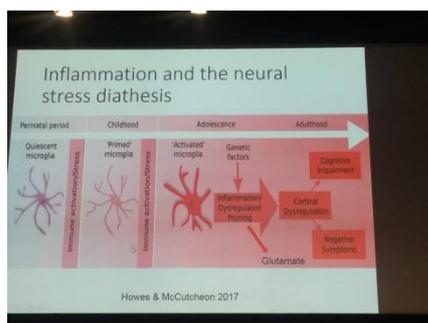 Inflammation and the neural
stress diathesis
Perinatal period
Childhood
Adolescence
Adulthood
Quiescent
microglia
Immune activation/Stress
'Primed'
microglia
Immune activation/Stress
'Activated'
microglia
Genetic
factors
Inflammation/
Dysregulated
Pruning
Cortical
Dysregulation
Cognitive
Impairment
Negative
Symptoms
Glutamate
Howes & McCutcheon 2017